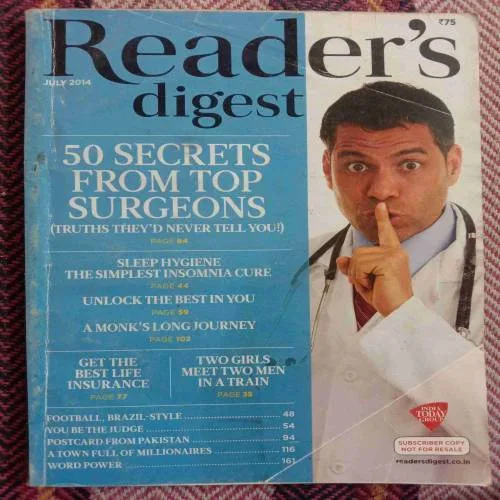 Reader's
₹75
JULY 2014
digest
50 SECRETS
FROM TOP
SURGEONS
(TRUTHS THEY'D NEVER TELL YOU!)
PAGE 84
SLEEP HYGIENE
THE SIMPLEST INSOMNIA CURE
PAGE 44
UNLOCK THE BEST IN YOU
PAGE 59
A MONK'S LONG JOURNEY
PAGE 102
GET THE
BEST LIFE
INSURANCE
PAGE 77
TWO GIRLS
MEET TWO MEN
IN A TRAIN
PAGE 38
FOOTBALL, BRAZIL-STYLE ........................ 48
YOU BE THE JUDGE ........................ 54
POSTCARD FROM PAKISTAN ........................ 94
A TOWN FULL OF MILLIONAIRES ........................ 116
WORD POWER ........................ 161
INDIA
TODAY
GROUP
SUBSCRIBER COPY
NOT FOR RESALE
readersdigest.co.in